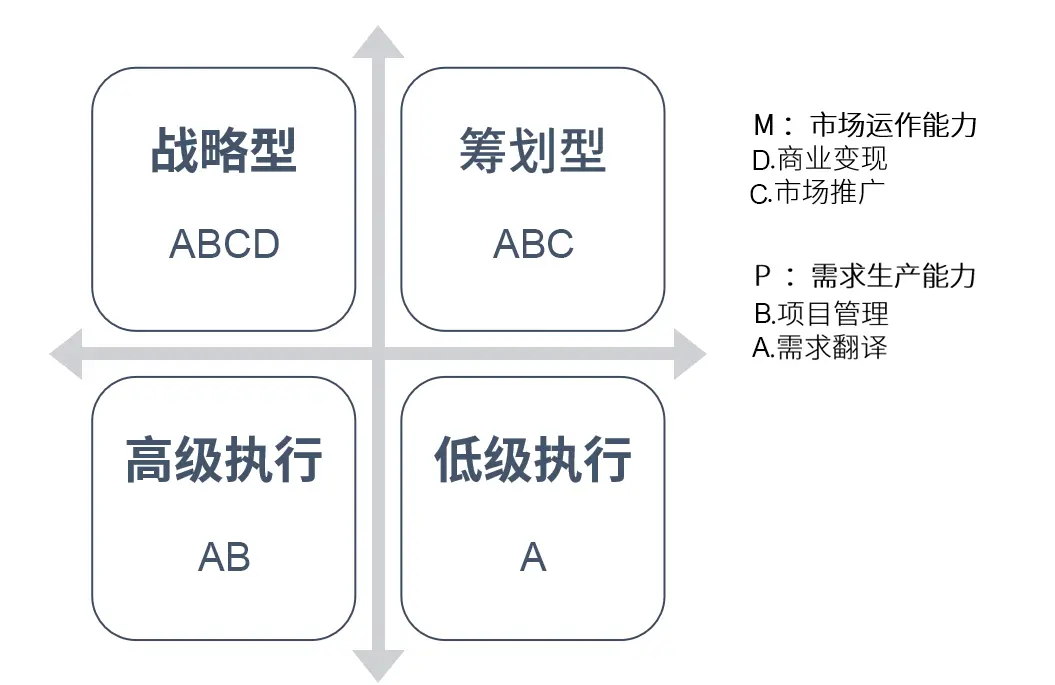 战略型
ABCD
筹划型
ABC
高级执行
AB
低级执行
A
M：市场运作能力
D.商业变现
C.市场推广
P：需求生产能力
B.项目管理
A.需求翻译